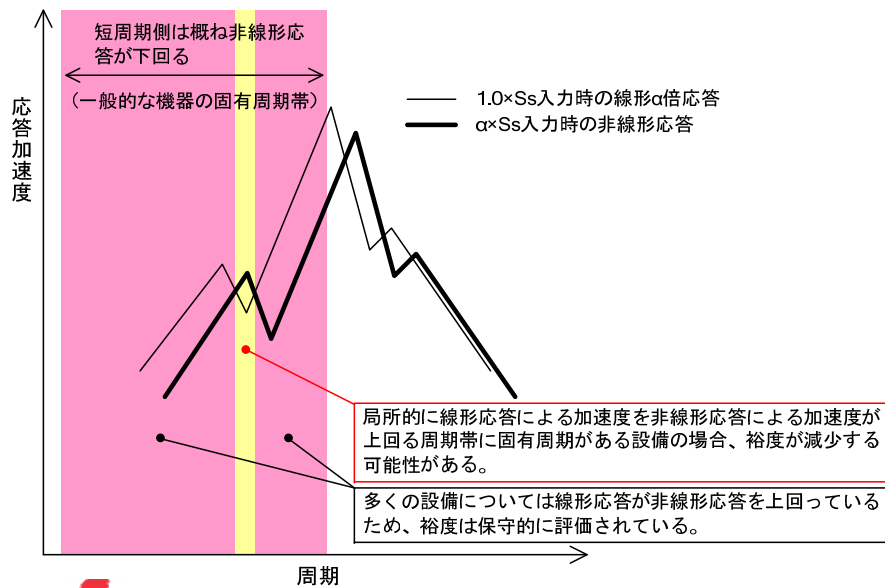 短周期側は概ね非線形応
答が下回る
(一般的な機器の固有周期帯)
応答加速度
1.0×Ss入力時の線形α倍応答
α×Ss入力時の非線形応答
局所的に線形応答による加速度を非線形応答による加速度が
上回る周期帯に固有周期がある設備の場合、裕度が減少する
可能性がある。
多くの設備については線形応答が非線形応答を上回っている
ため、裕度は保守的に評価されている。
周期